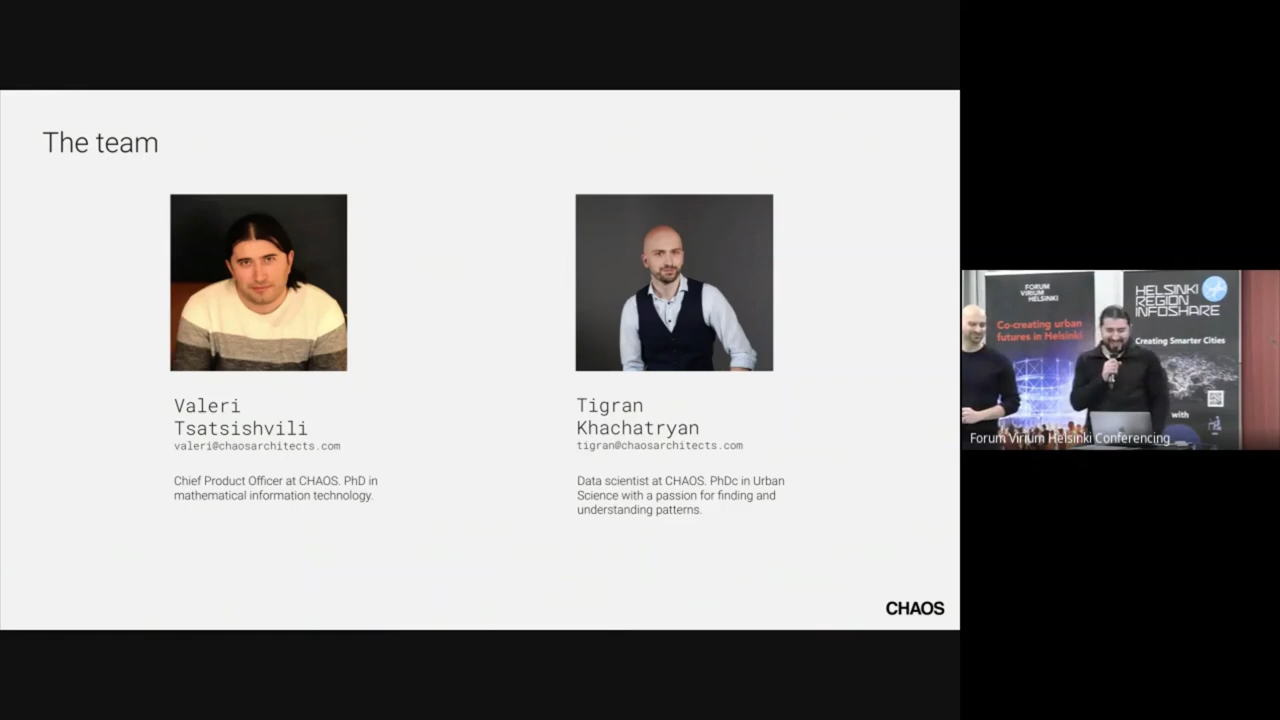 The team
Valeri
Tsatsishvili
valeri@chaosarchitects.com
Chief Product Officer at CHAOS. PhD in
mathematical information technology.
Tigran
Khachatryan
tigran@chaosarchitects.com
Data scientist at CHAOS. PhDc in Urban
Science with a passion for finding and
understanding patterns.
CHAOS
FORUM
VIRIUM
HELSINKI
Co-creating urban
futures in Helsinki
HELSINKI
REGION
INFOSHARE
Creating Smarter Cities
with
Forum Virium Helsinki Conferencing